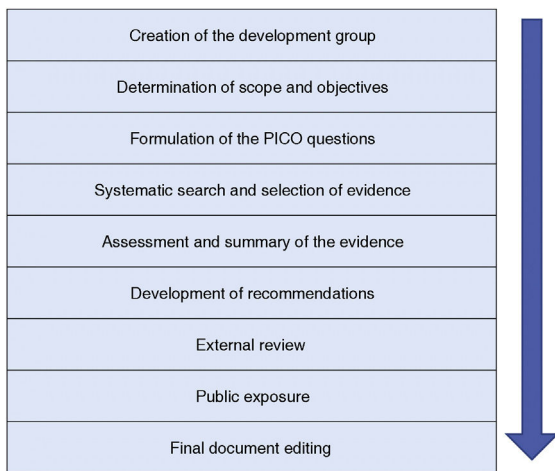 Creation of the development group
Determination of scope and objectives
Formulation of the PICO questions
Systematic search and selection of evidence
Assessment and summary of the evidence
Development of recommendations
External review
Public exposure
Final document editing